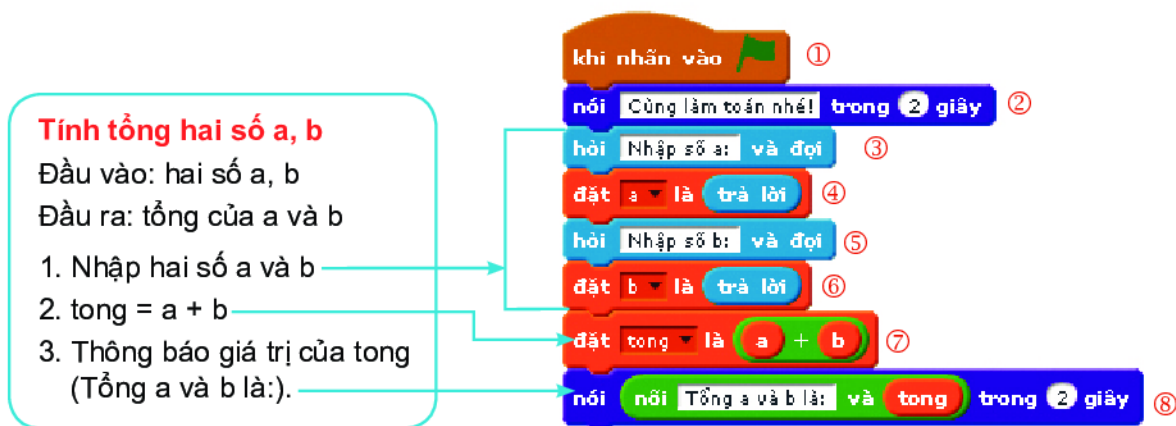 Tính tổng hai số a, b
Đầu vào: hai số a, b
Đầu ra: tổng của a và b
1. Nhập hai số a và b
2. tong = a + b
3. Thông báo giá trị của tong
(Tổng a và b là:).
khi nhấn vào ①
nói Cùng làm toán nhé! trong 2 giây ②
hỏi Nhập số a: và đợi ③
đặt a là trả lời ④
hỏi Nhập số b: và đợi ⑤
đặt b là trả lời ⑥
đặt tong là a + b ⑦
nói nối Tổng a và b là: và tong trong 2 giây ⑧